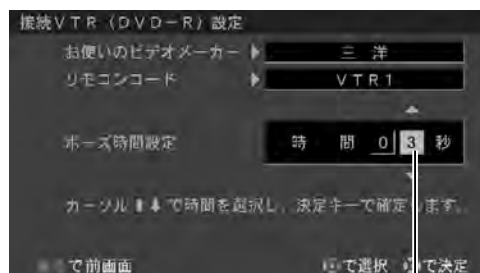 接続VTR(DVD-R)設定
お使いのビデオメーカー 三洋
リモコンコード VTR1
ポーズ時間設定 時間 0 3 秒
カーソル⬆⬇で時間を選択し、決定キーで確定します。
で前画面 で選択 で決定